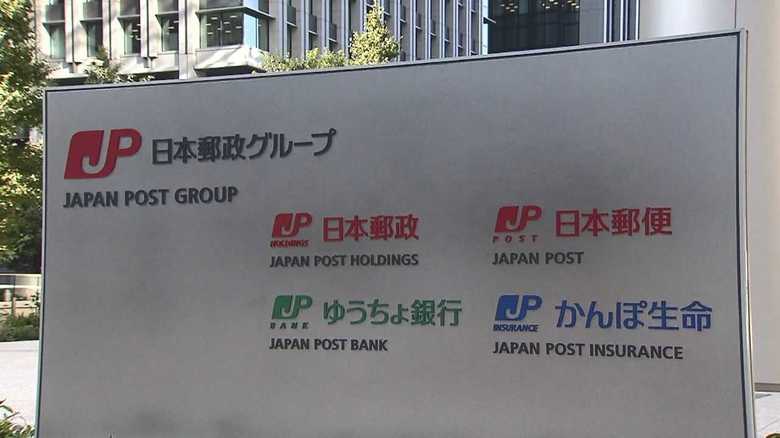 JP 日本郵政グループ
JAPAN POST GROUP
JP HOLDINGS 日本郵政
JAPAN POST HOLDINGS
JP POST 日本郵便
JAPAN POST
JP BANK ゆうちょ銀行
JAPAN POST BANK
JP INSURANCE かんぽ生命
JAPAN POST INSURANCE